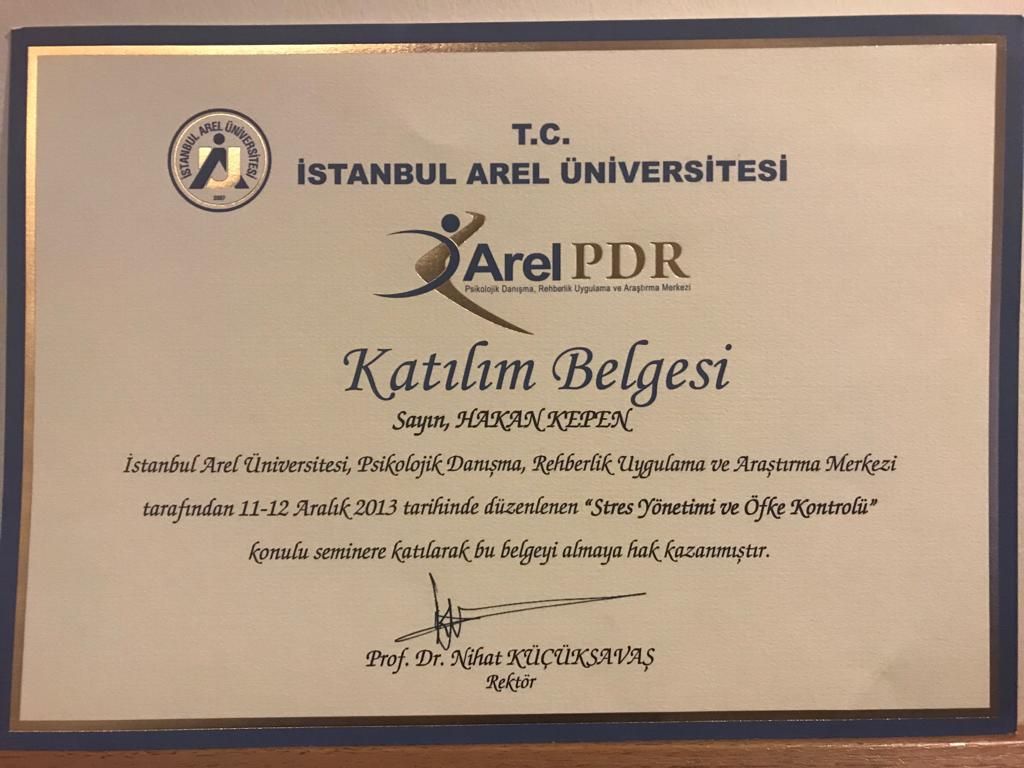 T.C.
İSTANBUL AREL ÜNİVERSİTESİ
İSTANBUL AREL ÜNİVERSİTESİ
2007
Arel PDR
Psikolojik Danışma, Rehberlik Uygulama ve Araştırma Merkezi
Katılım Belgesi
Sayın, HAKAN KEPEN
İstanbul Arel Üniversitesi, Psikolojik Danışma, Rehberlik Uygulama ve Araştırma Merkezi
tarafından 11-12 Aralık 2013 tarihinde düzenlenen “Stres Yönetimi ve Öfke Kontrolü”
konulu seminere katılarak bu belgeyi almaya hak kazanmıştır.
Prof. Dr. Nihat KÜÇÜKSAVAŞ
Rektör